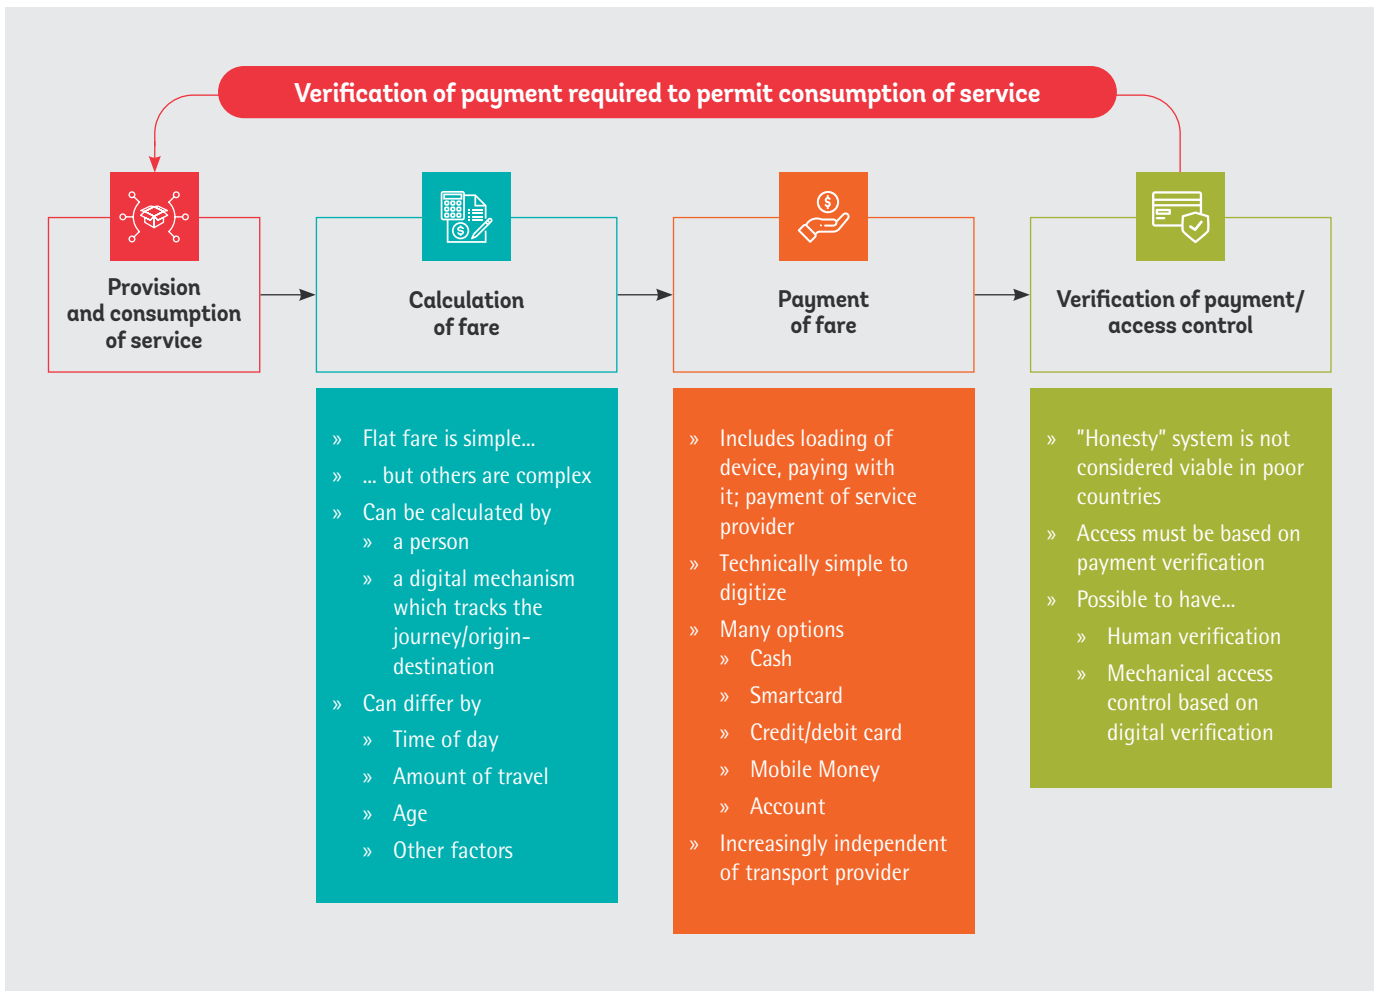 Verification of payment required to permit consumption of service
Provision
and consumption
of service
Calculation
of fare
Payment
of fare
Verification of payment/
access control
» Flat fare is simple...
» ... but others are complex
» Can be calculated by
» a person
» a digital mechanism
which tracks the
journey/origin-
destination
» Can differ by
» Time of day
» Amount of travel
» Age
» Other factors
» Includes loading of
device, paying with
it; payment of service
provider
» Technically simple to
digitize
» Many options
» Cash
» Smartcard
» Credit/debit card
» Mobile Money
» Account
» Increasingly independent
of transport provider
» "Honesty" system is not
considered viable in poor
countries
» Access must be based on
payment verification
» Possible to have...
» Human verification
» Mechanical access
control based on
digital verification